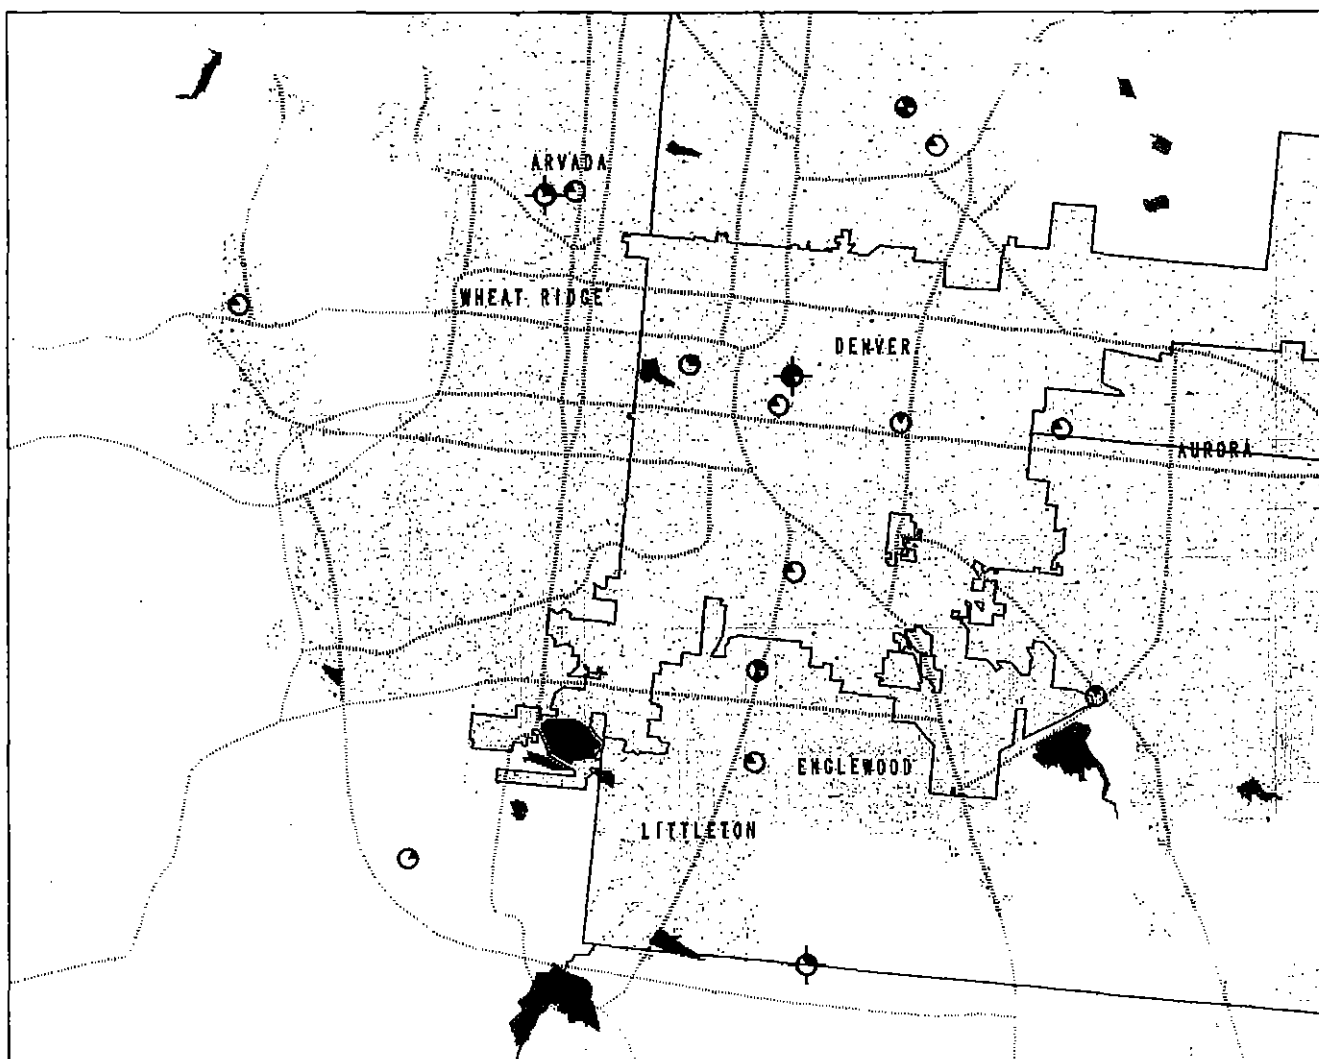 ARVADA
WHEAT RIDGE
DENVER
AURORA
ENGLEWOOD
LITTLETON